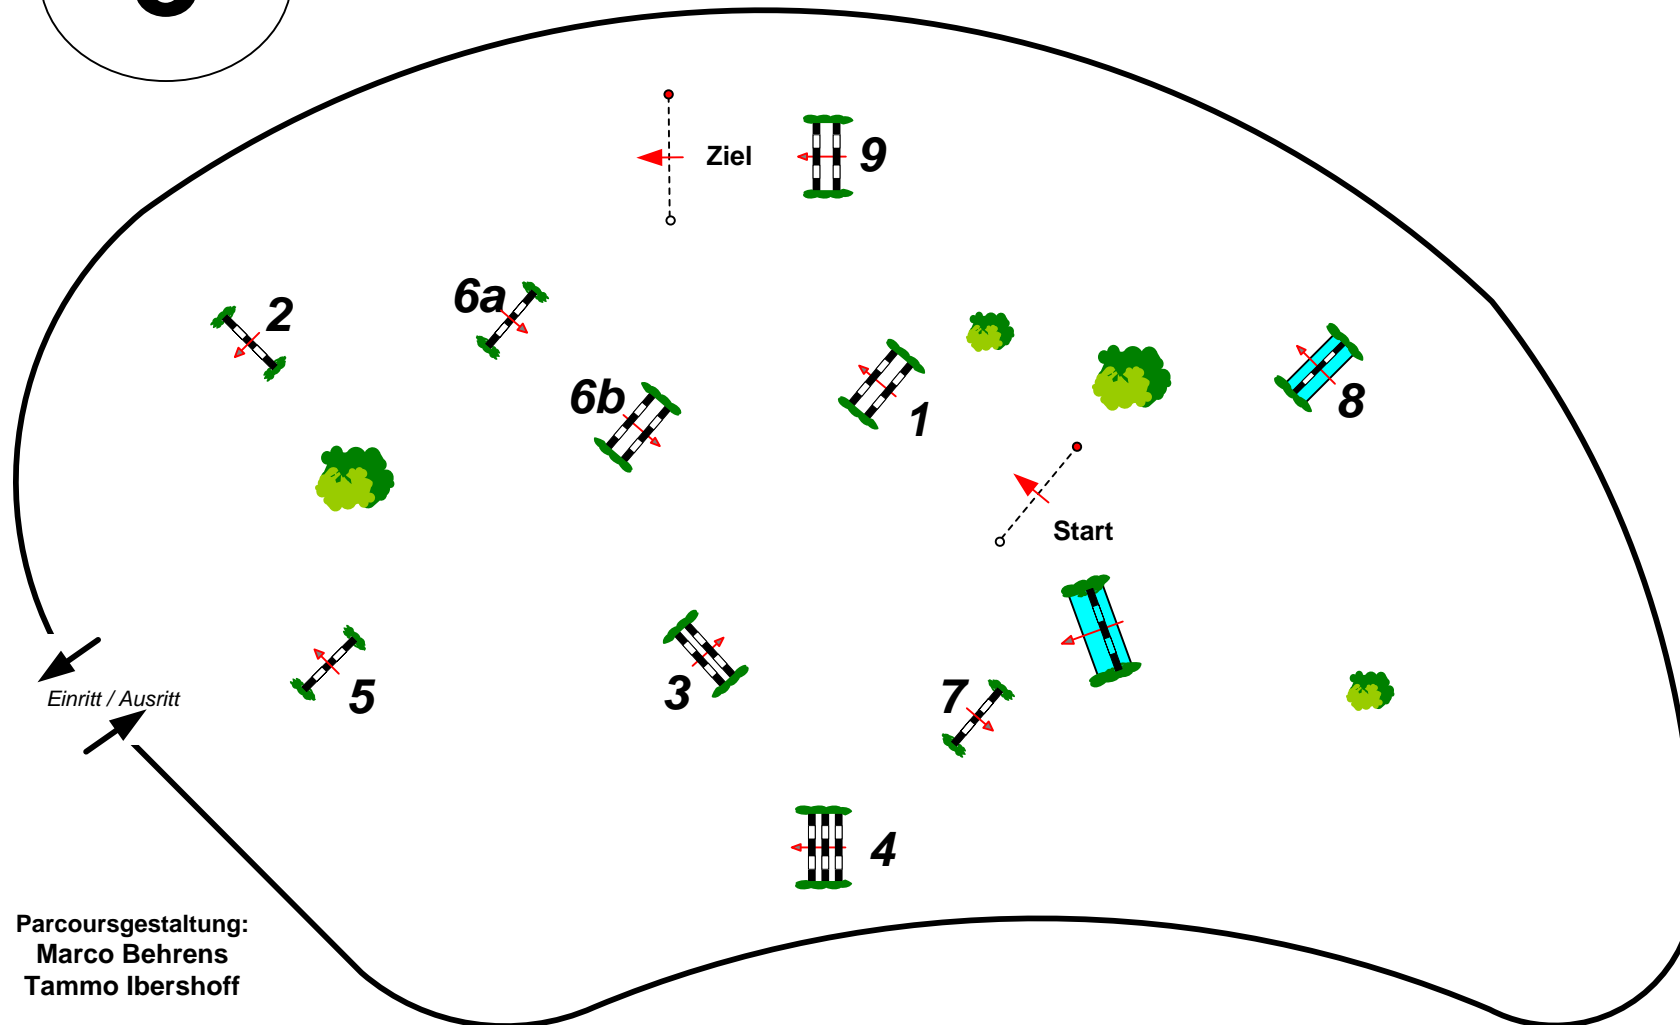 Ziel
9
2
6a
6b
1
8
Start
Einritt / Ausritt
5
3
7
4
Parcoursgestaltung:
Marco Behrens
Tammo Ibershoff